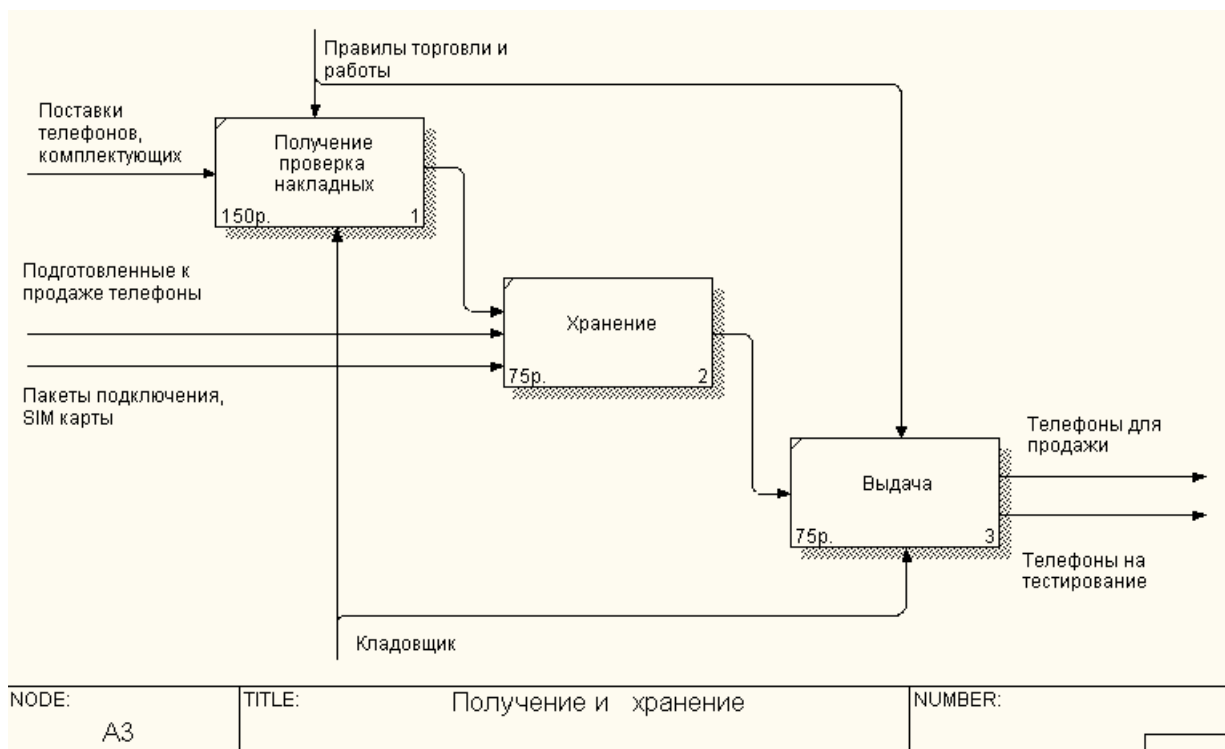 Правилы торговли и
работы
Поставки
телефонов,
комплектующих
Получение
проверка
накладных
150р.
1
Подготовленные к
продаже телефоны
Хранение
75р.
2
Пакеты подключения,
SIM карты
Телефоны для
продажи
Выдача
75р.
3
Телефоны на
тестирование
Кладовщик
NODE:
A3
TITLE:
Получение и хранение
NUMBER: